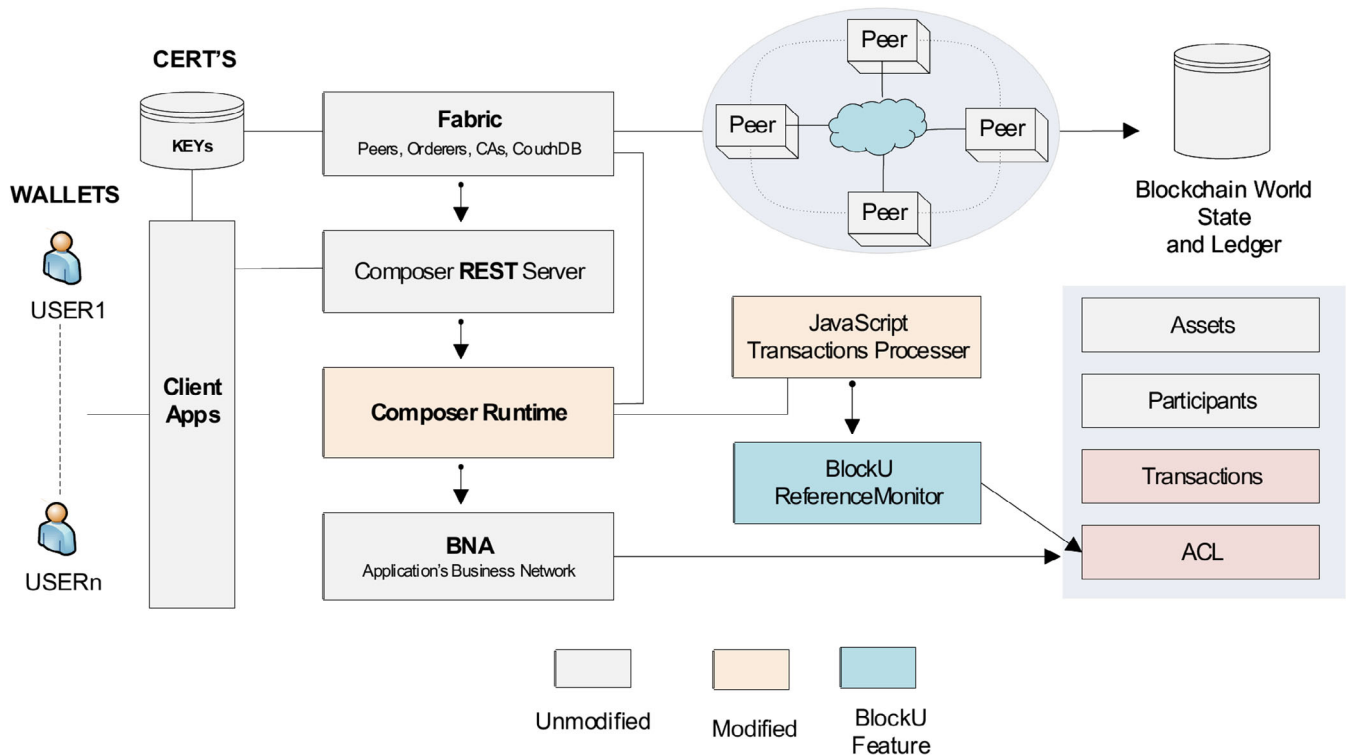 CERT'S
KEYs
WALLETS
USER1
USERn
Client
Apps
Fabric
Peers, Orderers, CAs, CouchDB
Composer REST Server
Composer Runtime
BNA
Application's Business Network
Peer
Peer
Peer
Peer
Blockchain World
State
and Ledger
JavaScript
Transactions Processer
BlockU
ReferenceMonitor
Assets
Participants
Transactions
ACL
Unmodified
Modified
BlockU
Feature